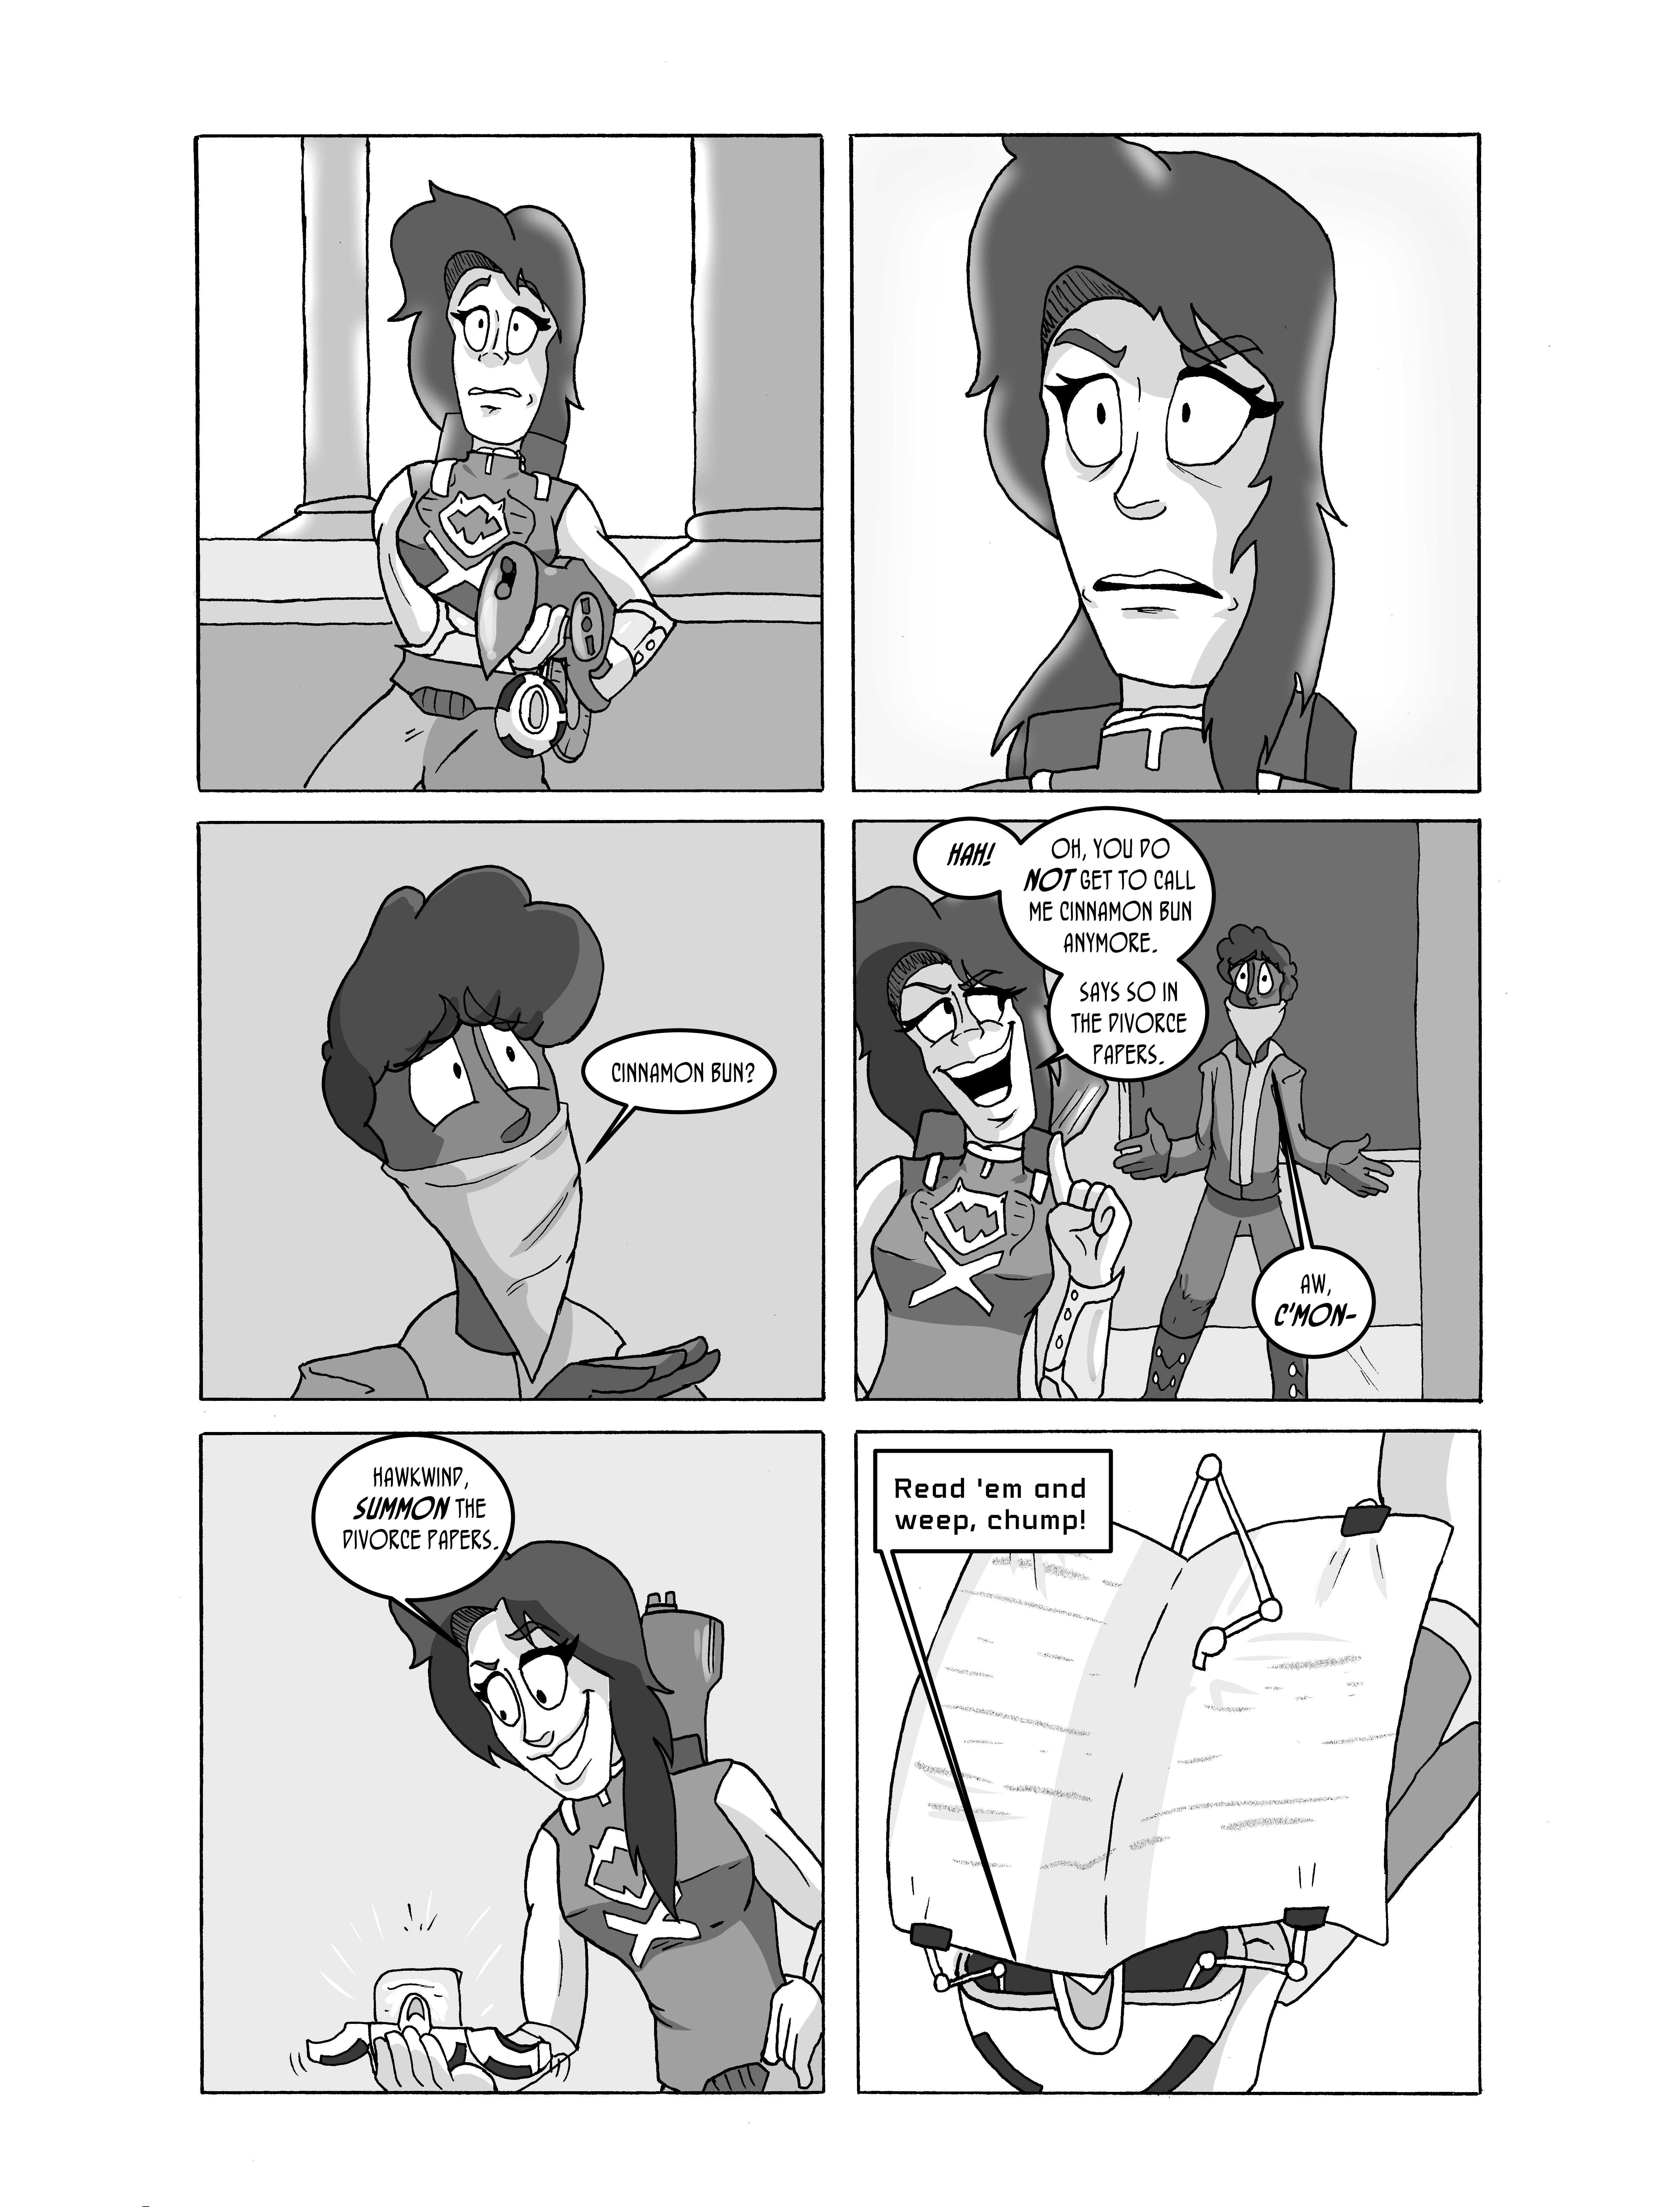 CINNAMON BUN?
HAH!
OH, YOU DO
NOT GET TO CALL
ME CINNAMON BUN
ANYMORE.
SAYS SO IN
THE DIVORCE
PAPERS.
AW,
C'MON-
HAWKWIND,
SUMMON THE
DIVORCE PAPERS.
Read 'em and
weep, chump!